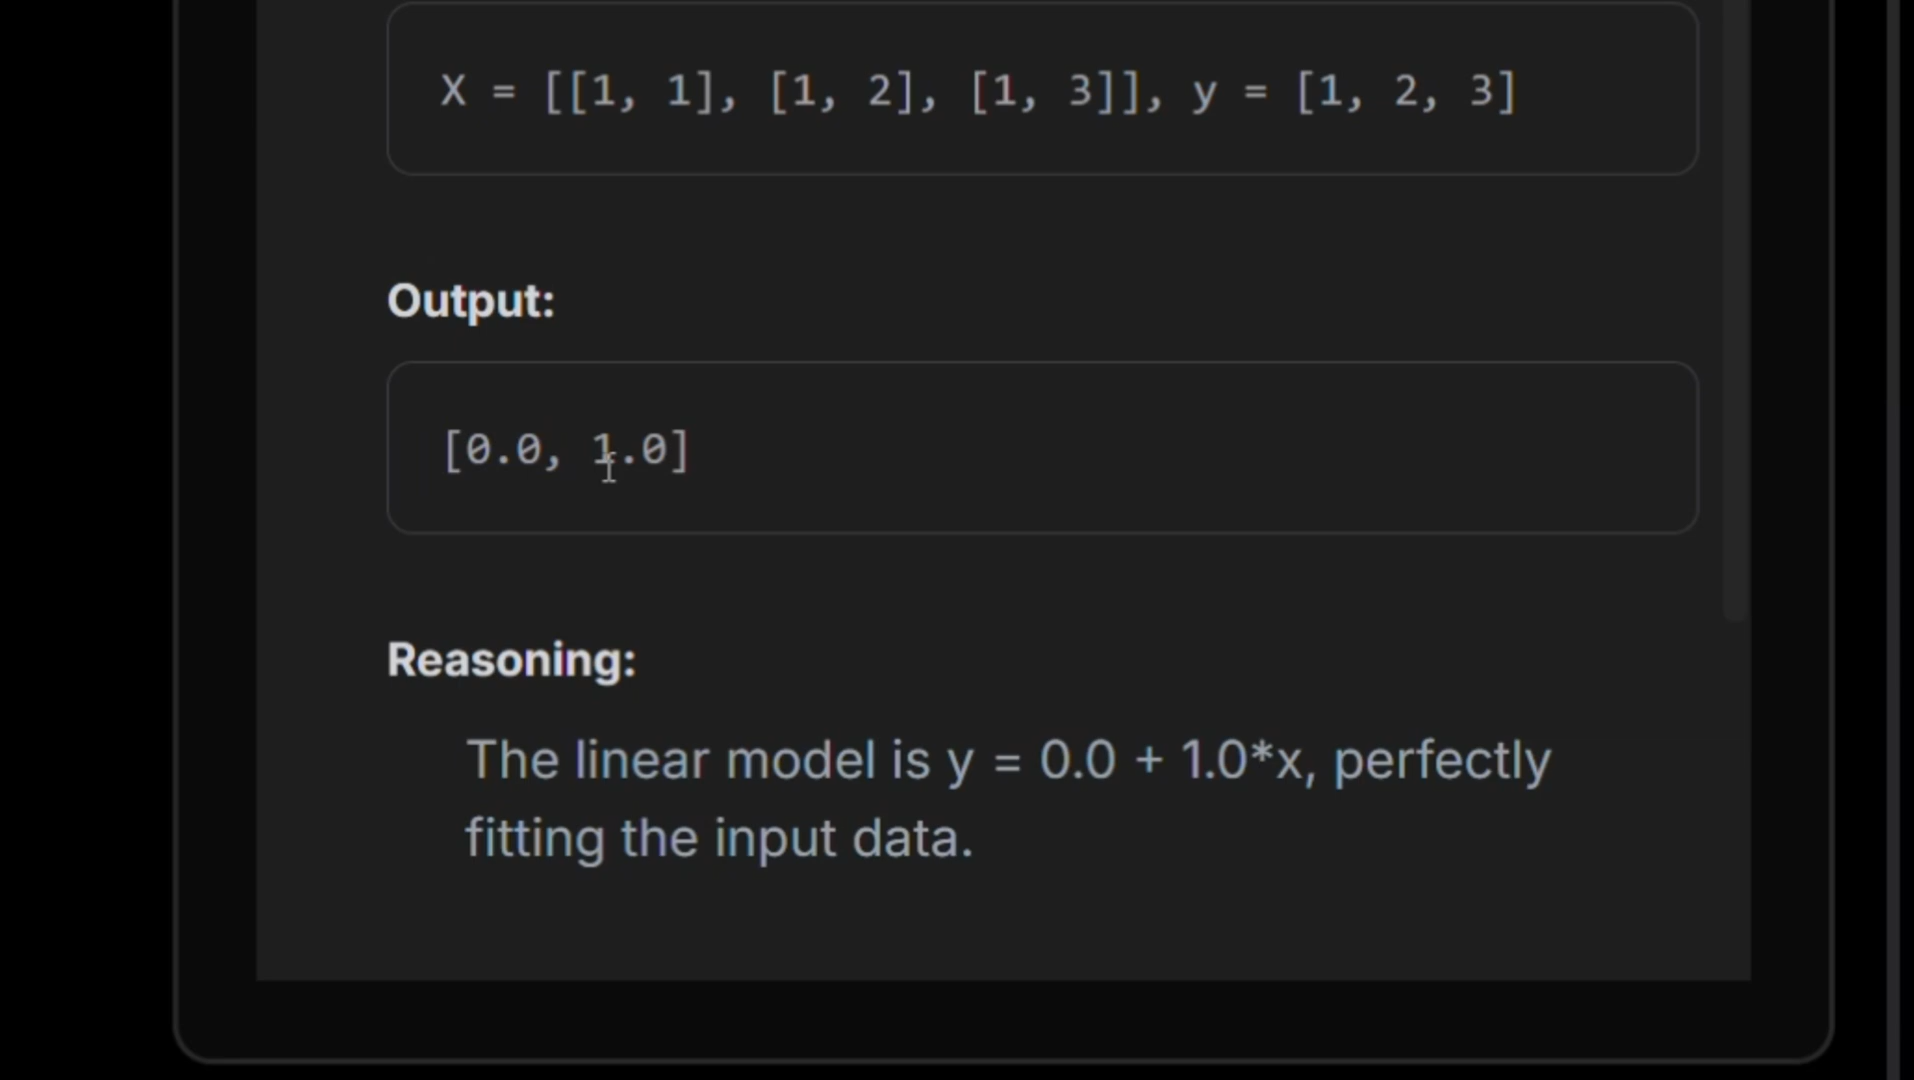 X = [[1, 1], [1, 2], [1, 3]], y = [1, 2, 3]
Output:
[0.0, 1.0]
Reasoning:
The linear model is y = 0.0 + 1.0*x, perfectly
fitting the input data.